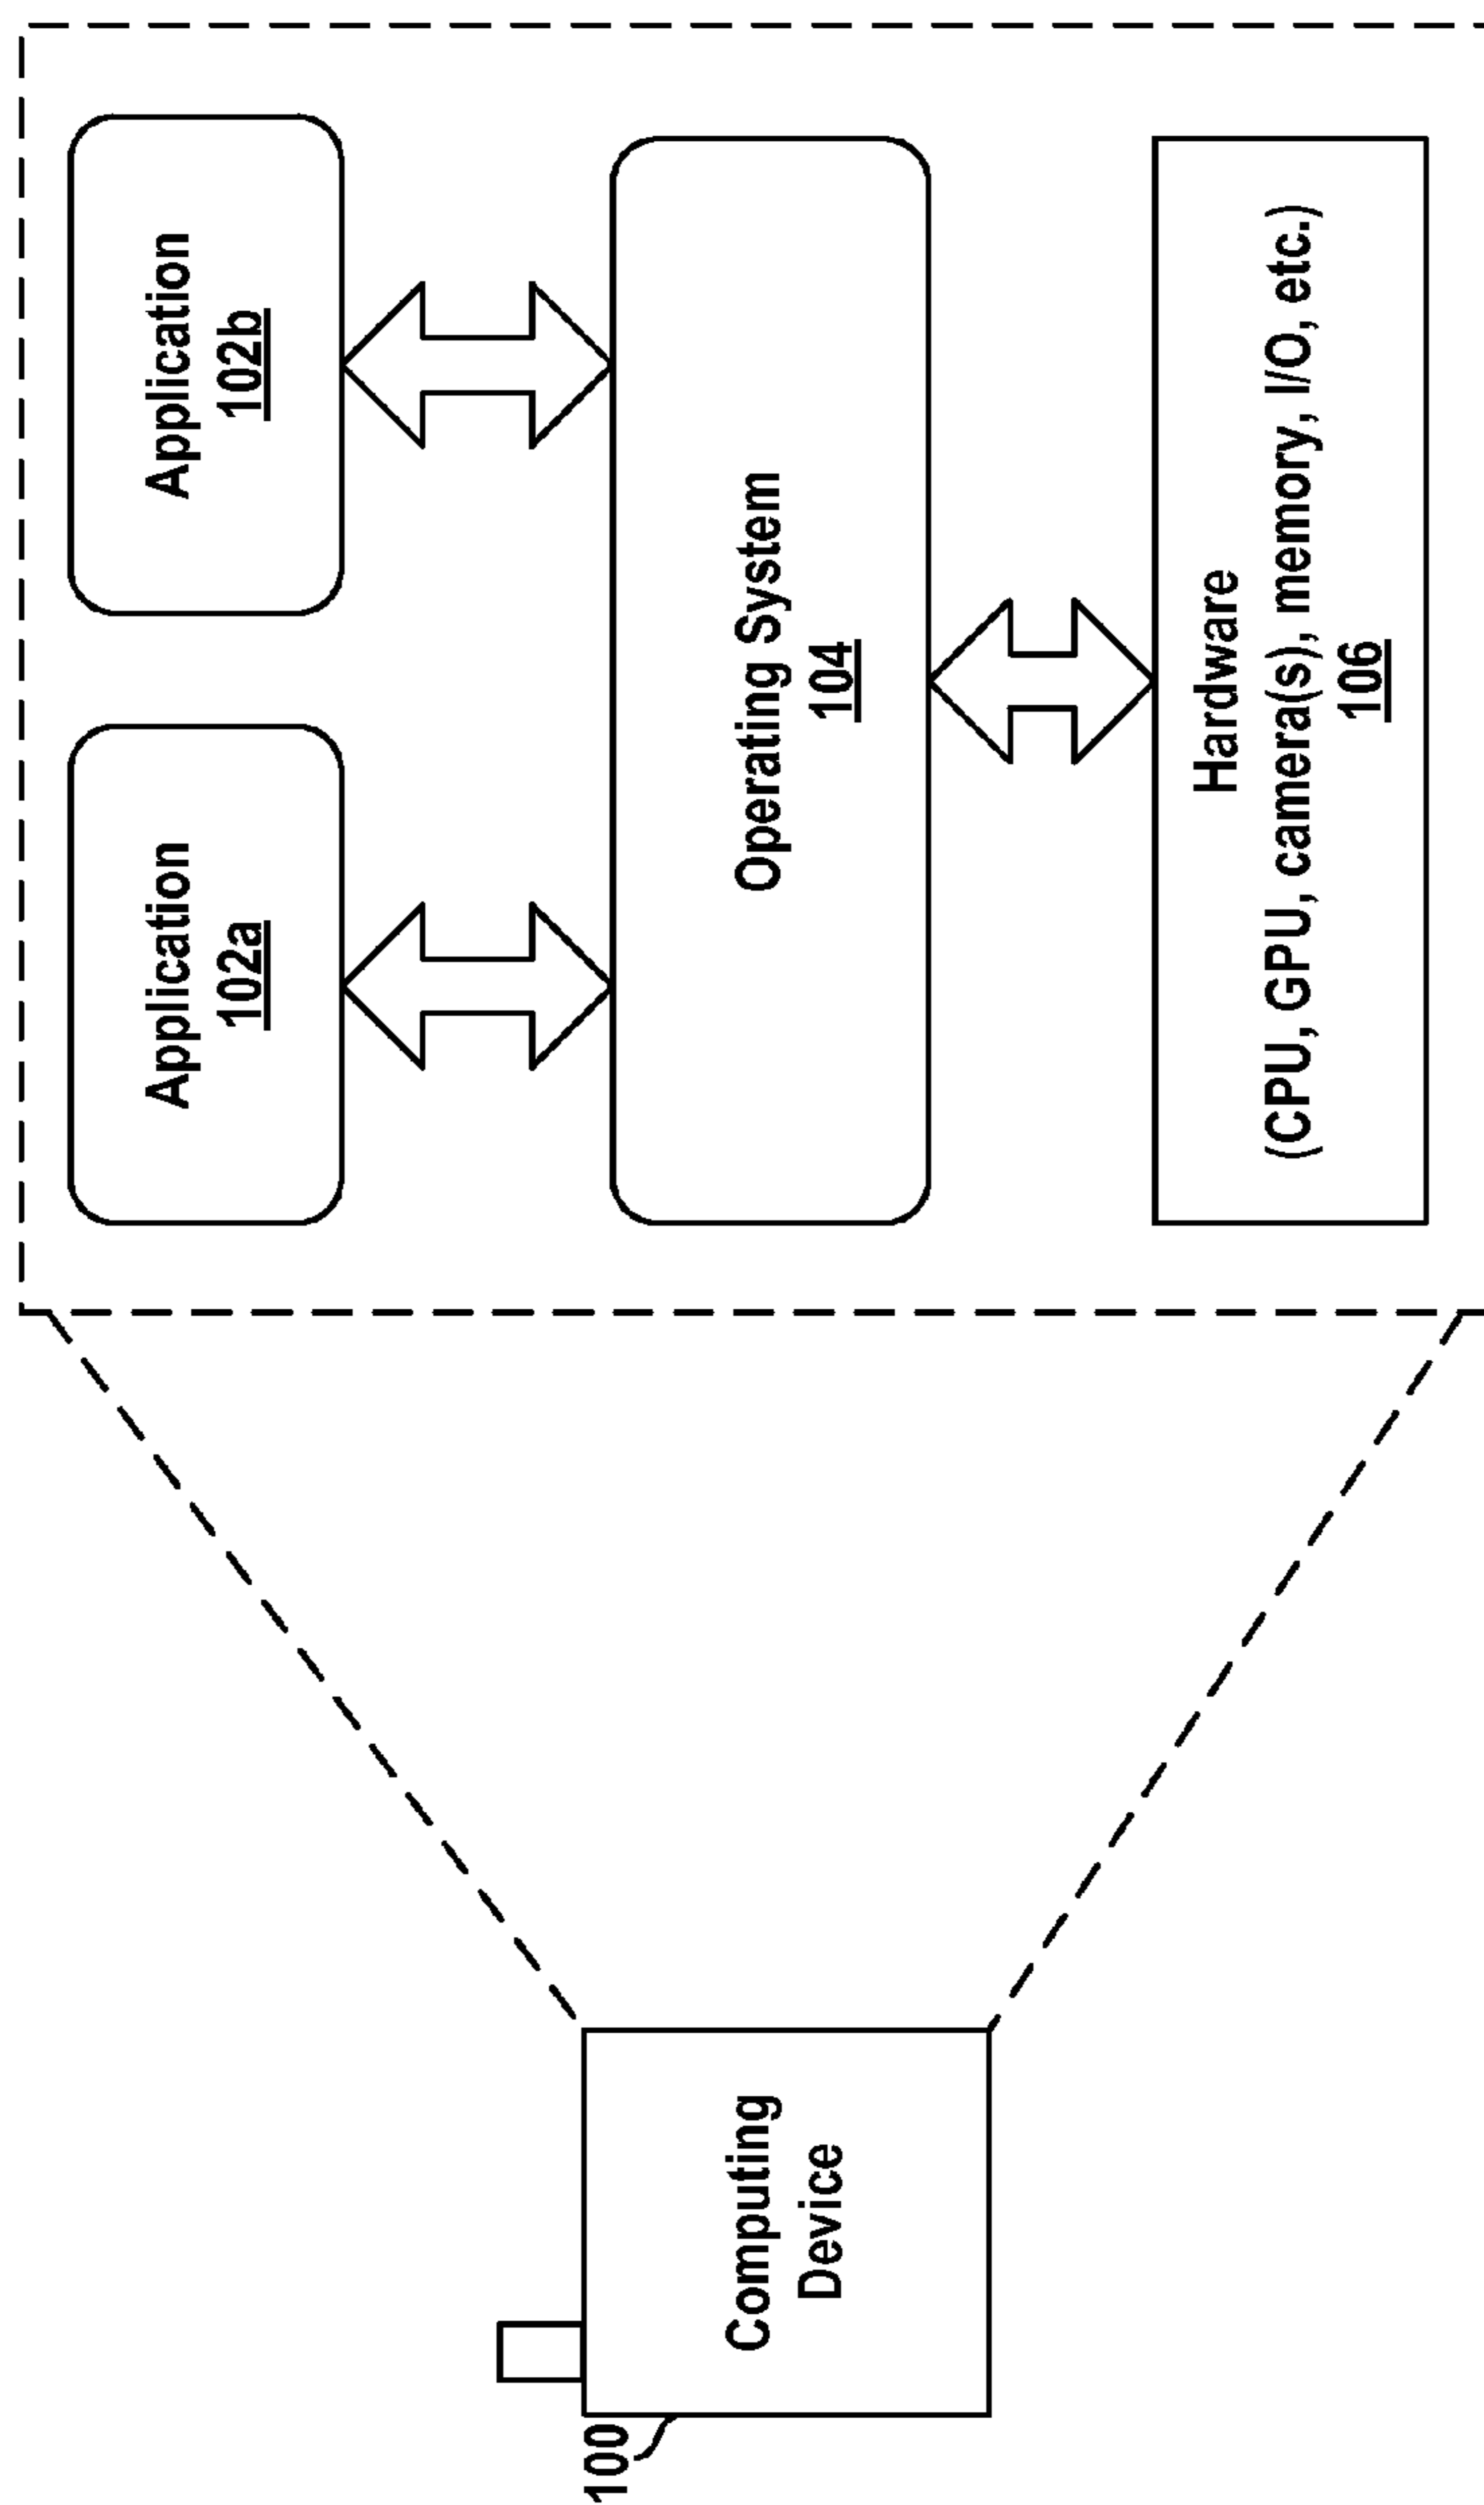 100
Computing
Device
Application
102a
Application
102b
Operating System
104
Hardware
(CPU, GPU, camera(s), memory, I/O, etc.)
106